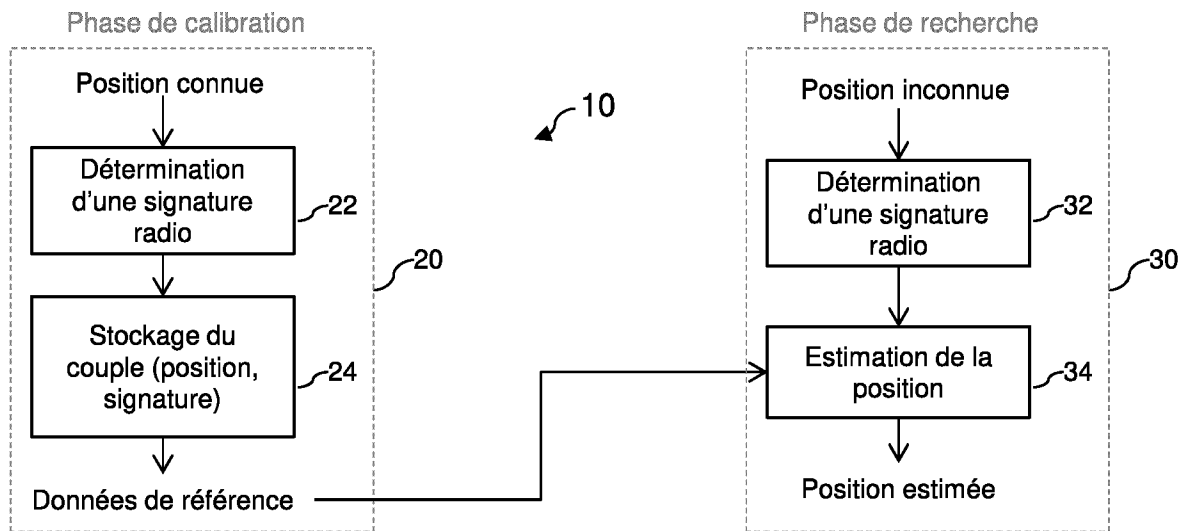 Phase de calibration
Position connue
Détermination
d'une signature
radio
22
20
Stockage du
couple (position,
signature)
24
Données de référence
10
Phase de recherche
Position inconnue
Détermination
d'une signature
radio
32
30
Estimation de la
position
34
Position estimée